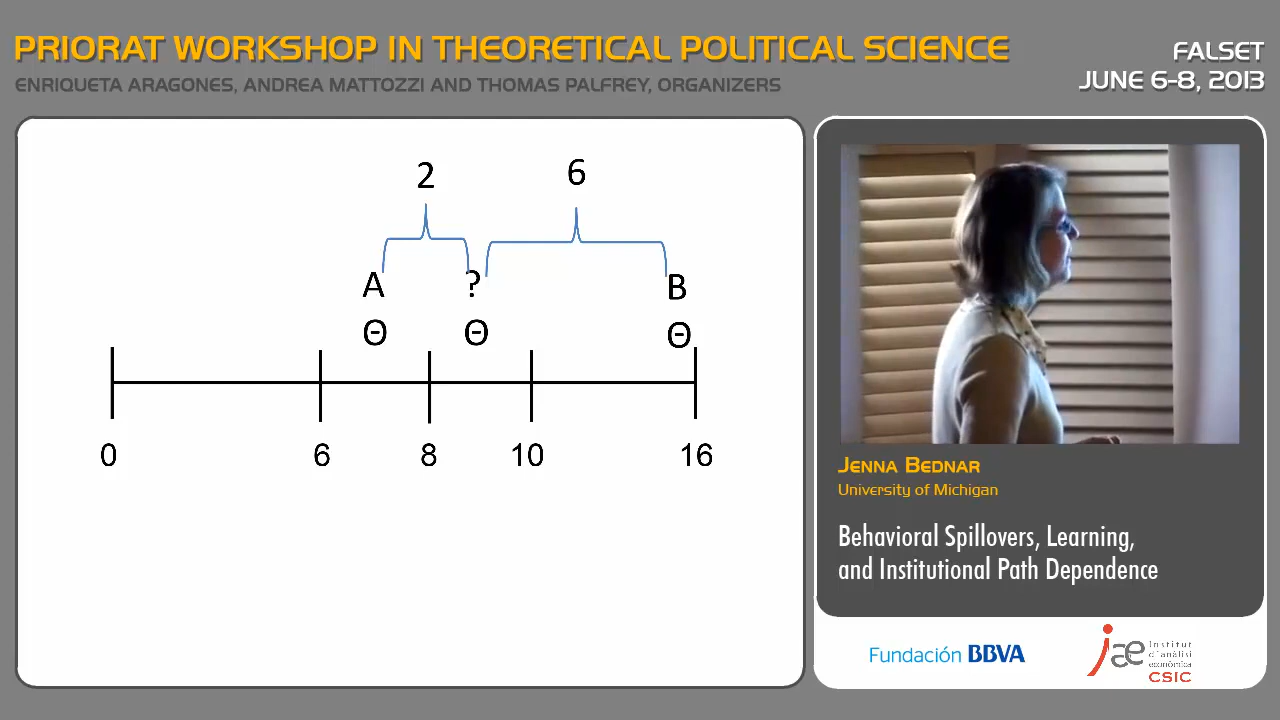 PRIORAT WORKSHOP IN THEORETICAL POLITICAL SCIENCE
ENRIQUETA ARAGONES, ANDREA MATTOZZI AND THOMAS PALFREY, ORGANIZERS
FALSET
JUNE 6-8, 2013
2 6
A ? B
Θ Θ Θ
0 6 8 10 16
JENNA BEDNAR
University of Michigan
Behavioral Spillovers, Learning,
and Institutional Path Dependence
Fundación BBVA
iae
Institut
d'anàlisi
econòmica
CSIC